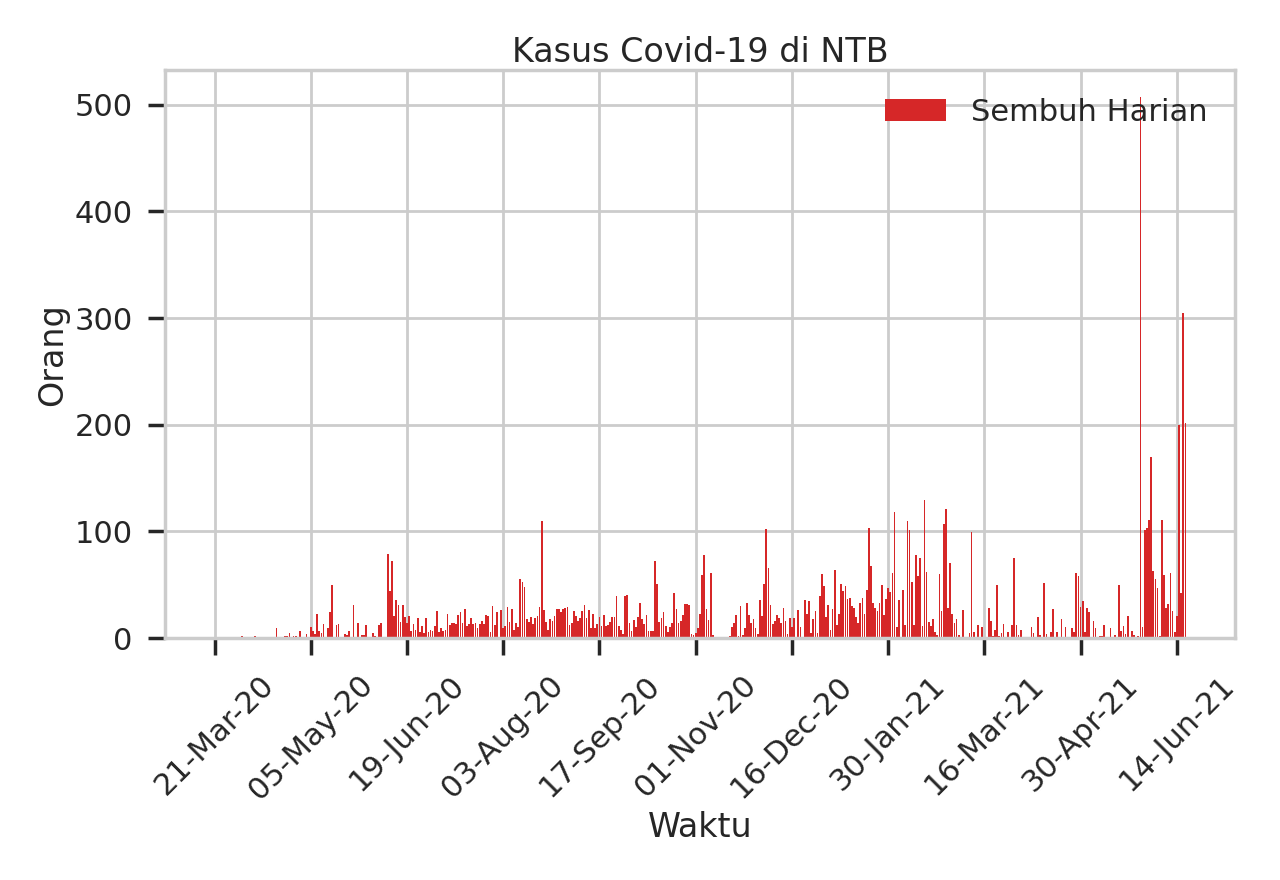 Kasus Covid-19 di NTB
Sembuh Harian
Orang
500
400
300
200
100
0
21-Mar-20
05-May-20
19-Jun-20
03-Aug-20
17-Sep-20
01-Nov-20
16-Dec-20
30-Jan-21
16-Mar-21
30-Apr-21
14-Jun-21
Waktu